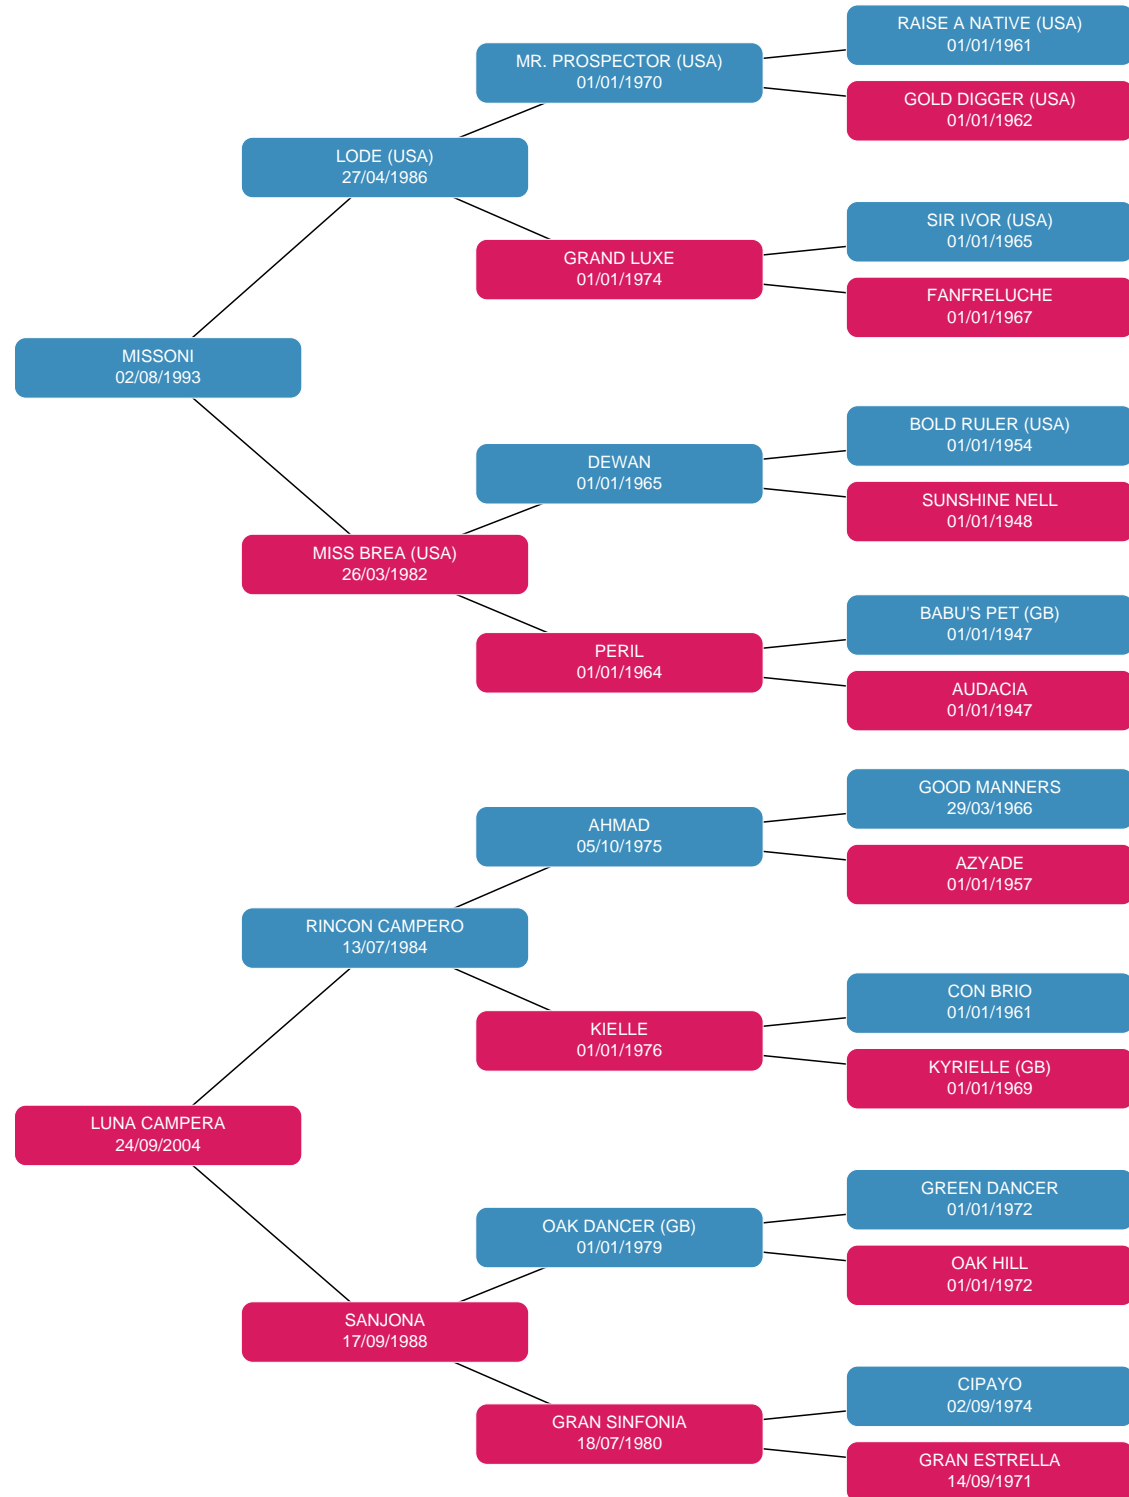 RAISE A NATIVE (USA)
01/01/1961
MR. PROSPECTOR (USA)
01/01/1970
GOLD DIGGER (USA)
01/01/1962
LODE (USA)
27/04/1986
SIR IVOR (USA)
01/01/1965
GRAND LUXE
01/01/1974
FANFRELUCHE
01/01/1967
MISSONI
02/08/1993
BOLD RULER (USA)
01/01/1954
DEWAN
01/01/1965
SUNSHINE NELL
01/01/1948
MISS BREA (USA)
26/03/1982
BABU'S PET (GB)
01/01/1947
PERIL
01/01/1964
AUDACIA
01/01/1947
GOOD MANNERS
29/03/1966
AHMAD
05/10/1975
AZYADE
01/01/1957
RINCON CAMPERO
13/07/1984
CON BRIO
01/01/1961
KIELLE
01/01/1976
KYRIELLE (GB)
01/01/1969
LUNA CAMPERA
24/09/2004
GREEN DANCER
01/01/1972
OAK DANCER (GB)
01/01/1979
OAK HILL
01/01/1972
SANJONA
17/09/1988
CIPAYO
02/09/1974
GRAN SINFONIA
18/07/1980
GRAN ESTRELLA
14/09/1971